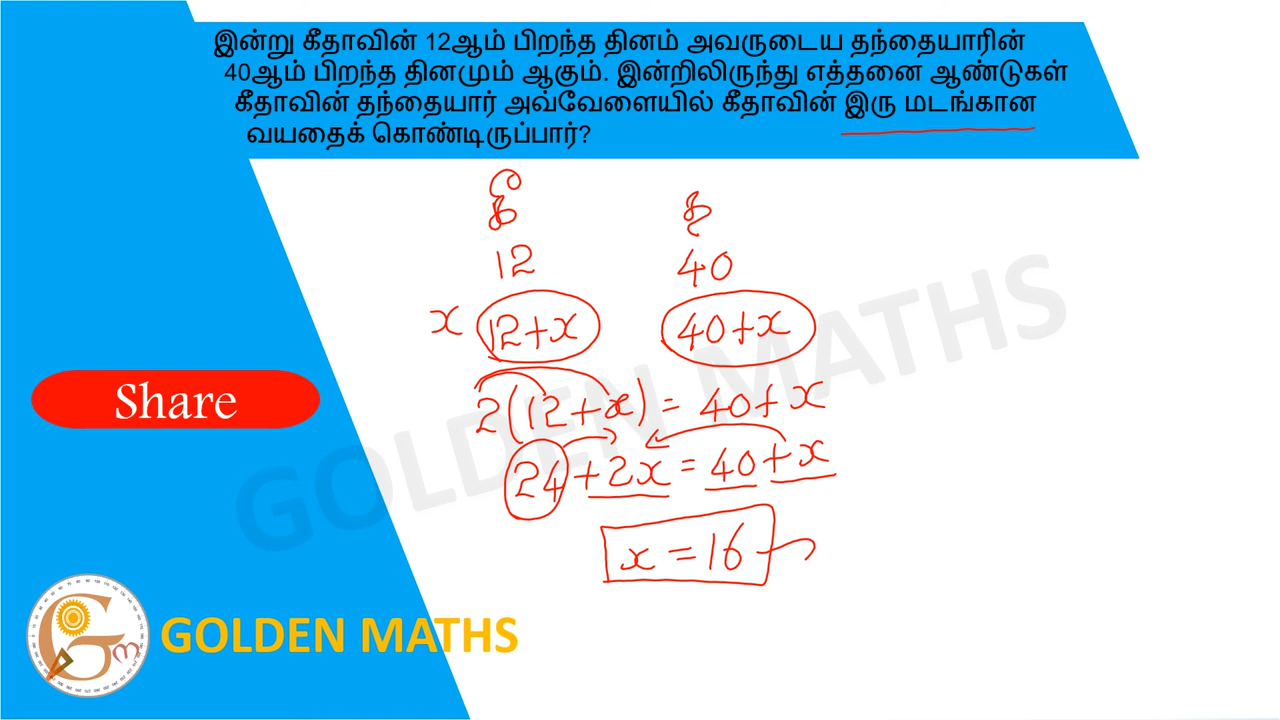 இன்று கீதாவின் 12ஆம் பிறந்த தினம் அவருடைய தந்தையாரின்
40ஆம் பிறந்த தினமும் ஆகும். இன்றிலிருந்து எத்தனை ஆண்டுகள்
கீதாவின் தந்தையார் அவ்வேளையில் கீதாவின் இரு மடங்கான
வயதைக் கொண்டிருப்பார்?
கீ த
12 40
x 12+x 40+x
2(12+x) = 40+x
24+2x = 40+x
x = 16
Share
GOLDEN MATHS
GOLDEN MATHS